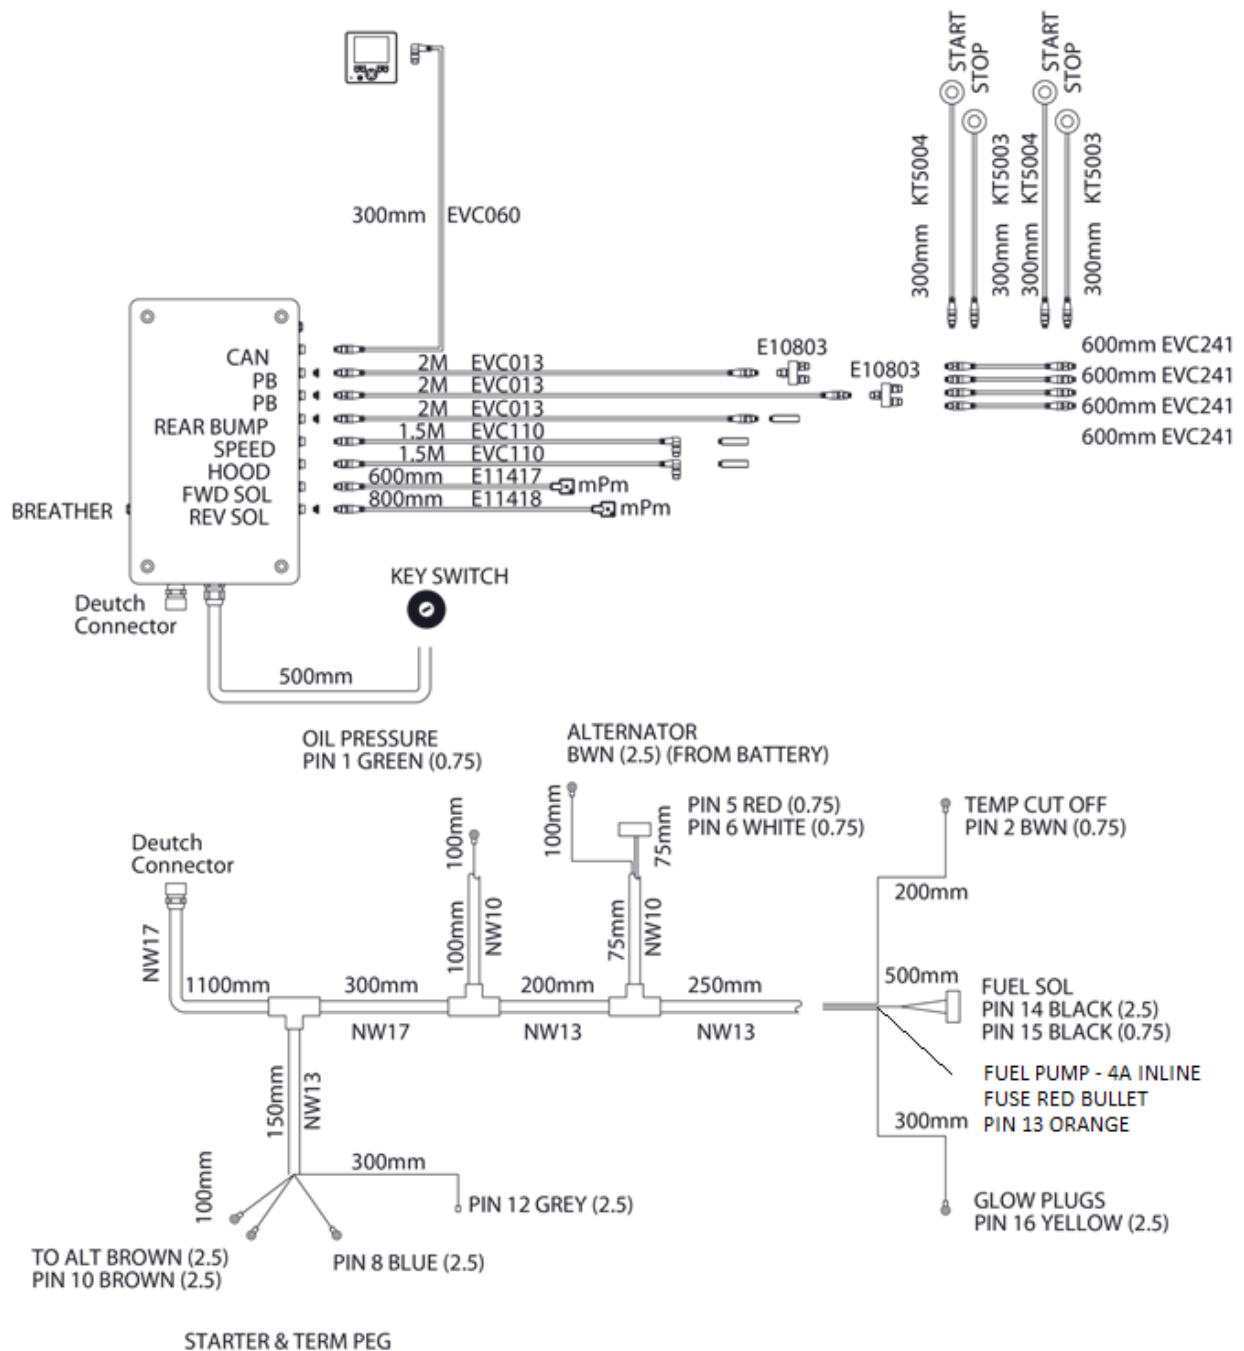 START
STOP
START
STOP
300mm KT5004
300mm KT5003
300mm KT5004
300mm KT5003
300mm EVC060
CAN
PB
PB
REAR BUMP
SPEED
HOOD
FWD SOL
REV SOL
BREATHER
2M EVC013
2M EVC013
2M EVC013
1.5M EVC110
1.5M EVC110
600mm E11417
mPm
800mm E11418
mPm
E10803
E10803
600mm EVC241
600mm EVC241
600mm EVC241
600mm EVC241
Deutch
Connector
KEY SWITCH
500mm
OIL PRESSURE
PIN 1 GREEN (0.75)
ALTERNATOR
BWN (2.5) (FROM BATTERY)
PIN 5 RED (0.75)
PIN 6 WHITE (0.75)
TEMP CUT OFF
PIN 2 BWN (0.75)
Deutch
Connector
NW17
1100mm
300mm
NW17
100mm
100mm
NW10
200mm
NW13
100mm
75mm
75mm
NW10
250mm
NW13
200mm
500mm
FUEL SOL
PIN 14 BLACK (2.5)
PIN 15 BLACK (0.75)
FUEL PUMP - 4A INLINE
FUSE RED BULLET
PIN 13 ORANGE
300mm
GLOW PLUGS
PIN 16 YELLOW (2.5)
150mm
NW13
300mm
100mm
PIN 12 GREY (2.5)
TO ALT BROWN (2.5)
PIN 10 BROWN (2.5)
PIN 8 BLUE (2.5)
STARTER & TERM PEG